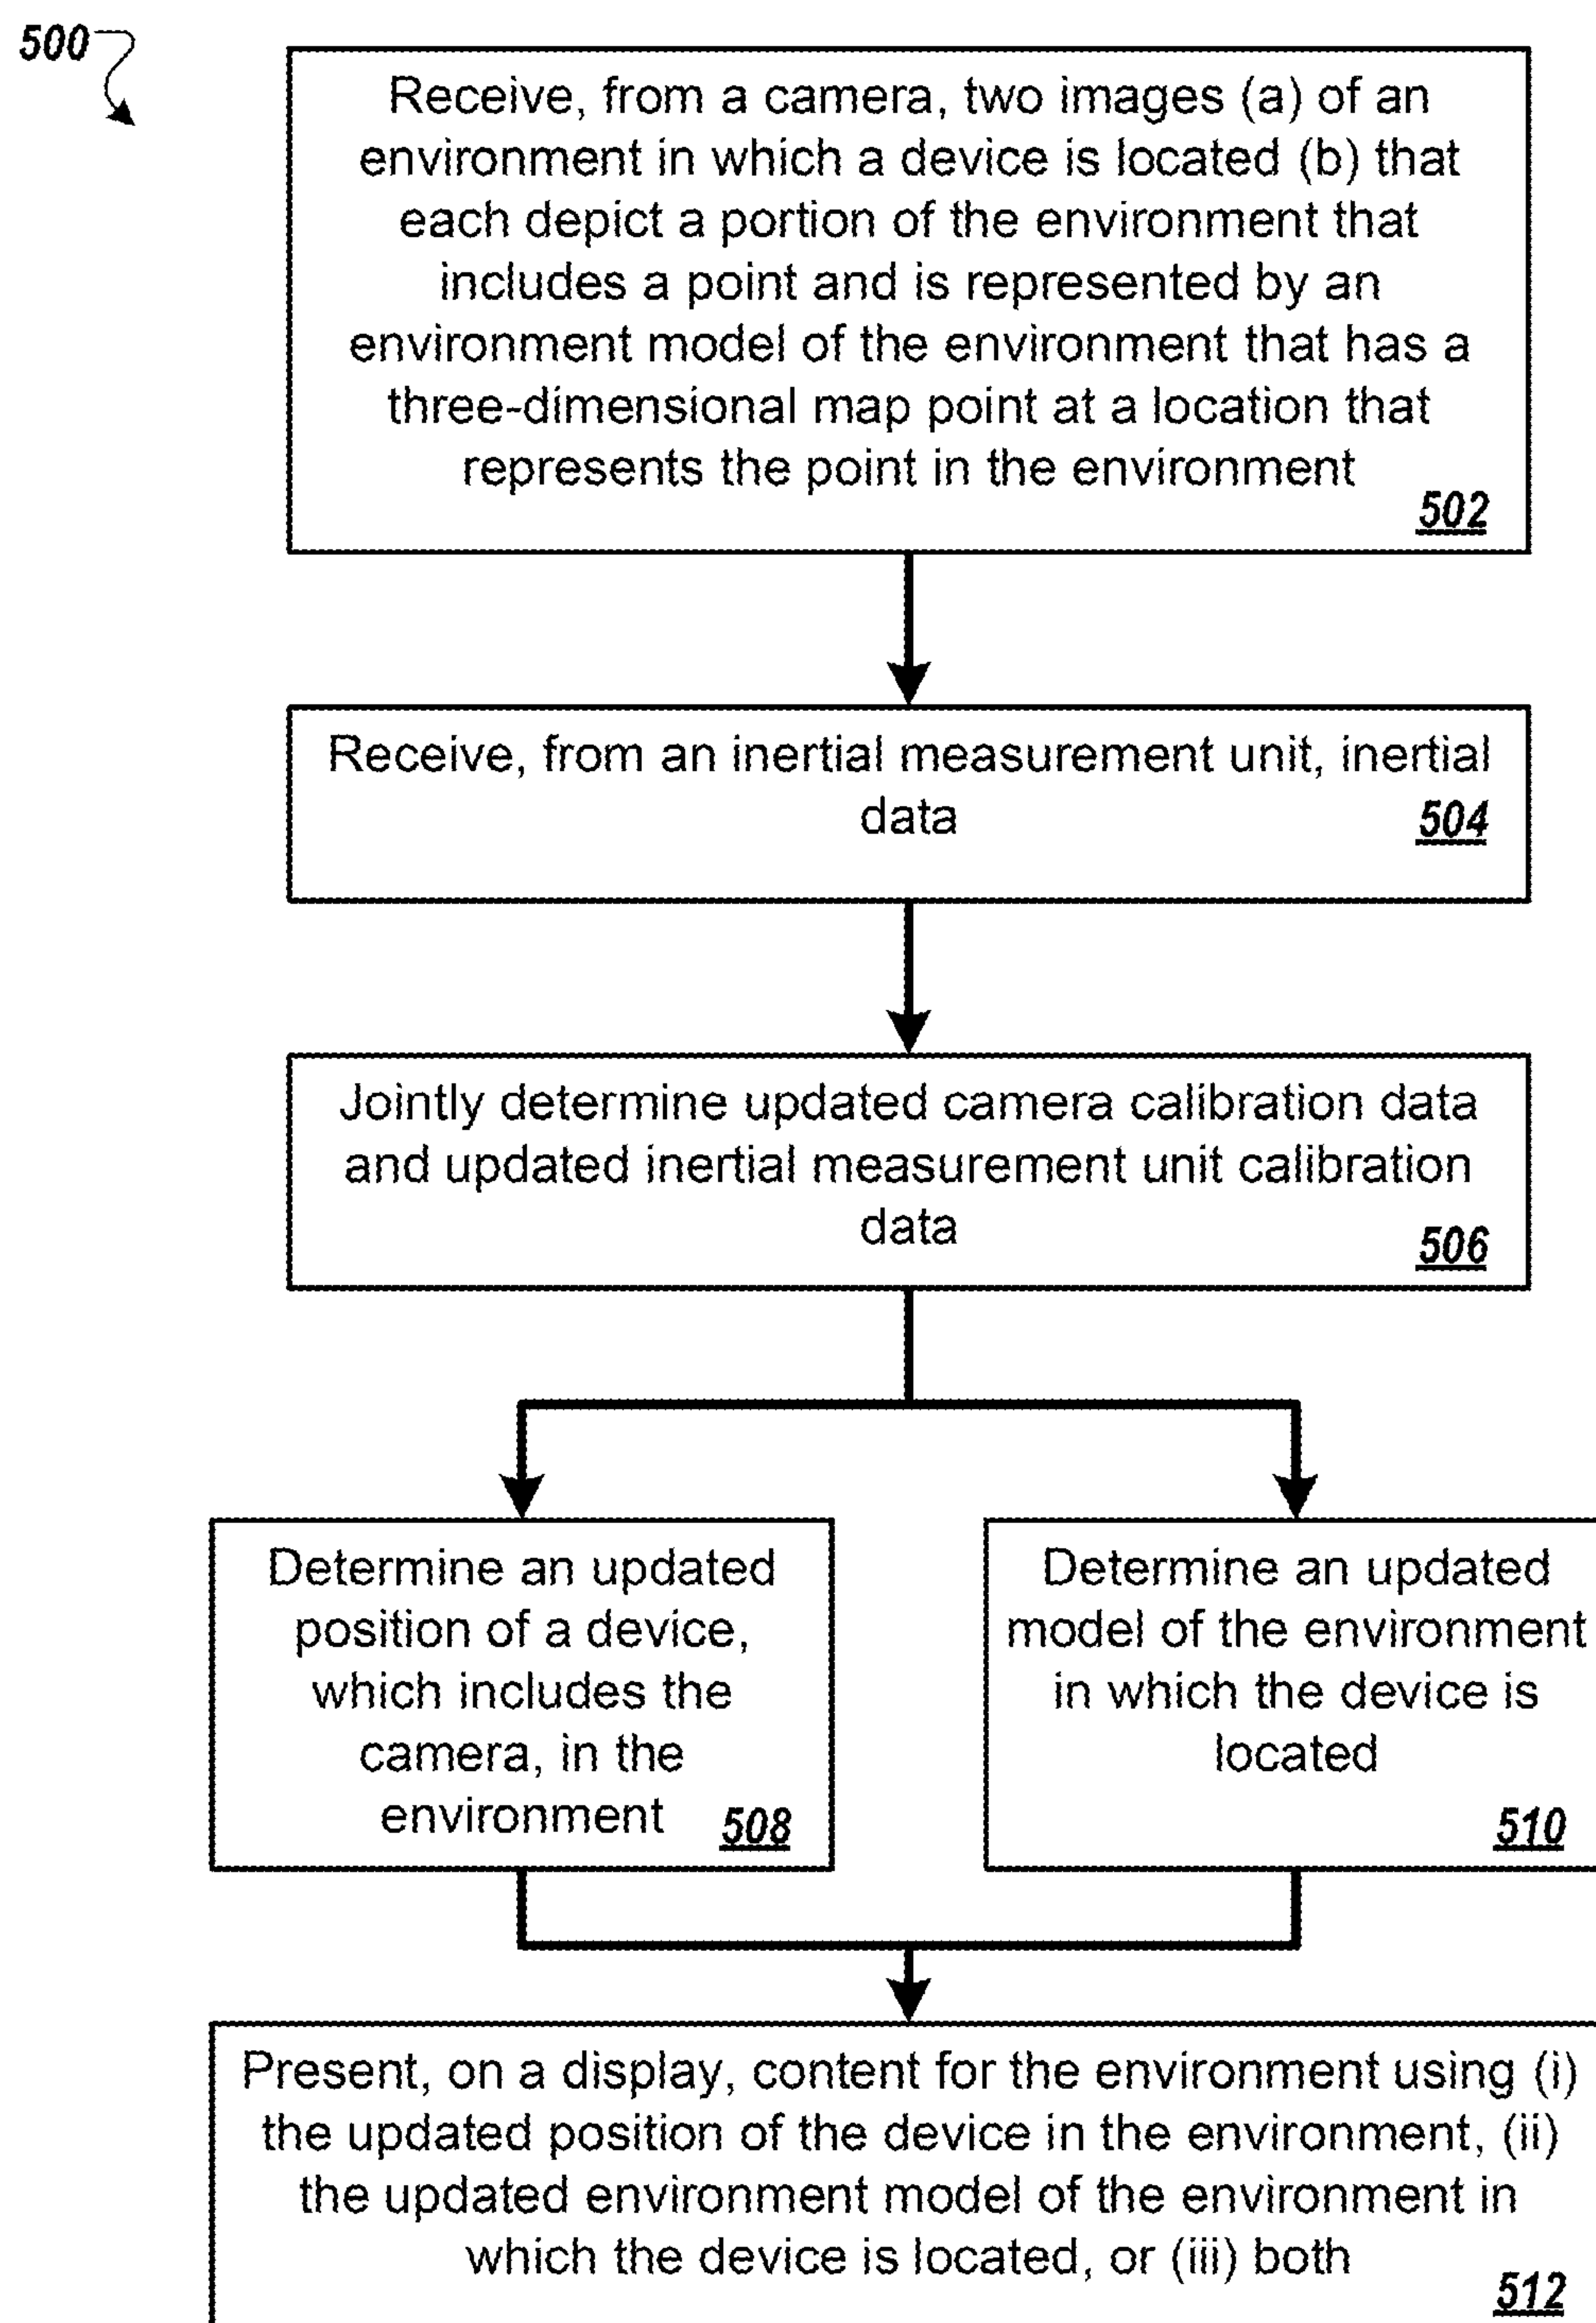 500
Receive, from a camera, two images (a) of an
environment in which a device is located (b) that
each depict a portion of the environment that
includes a point and is represented by an
environment model of the environment that has a
three-dimensional map point at a location that
represents the point in the environment
502
Receive, from an inertial measurement unit, inertial
data
504
Jointly determine updated camera calibration data
and updated inertial measurement unit calibration
data
506
Determine an updated
position of a device,
which includes the
camera, in the
environment
508
Determine an updated
model of the environment
in which the device is
located
510
Present, on a display, content for the environment using (i)
the updated position of the device in the environment, (ii)
the updated environment model of the environment in
which the device is located, or (iii) both
512